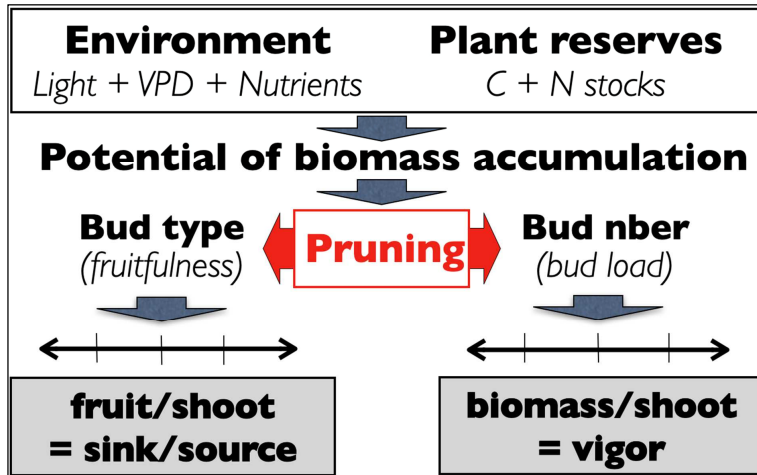 Environment
Plant reserves
Light + VPD + Nutrients
C + N stocks
Potential of biomass accumulation
Bud type
(fruitfulness)
Pruning
Bud nber
(bud load)
fruit/shoot
= sink/source
biomass/shoot
= vigor